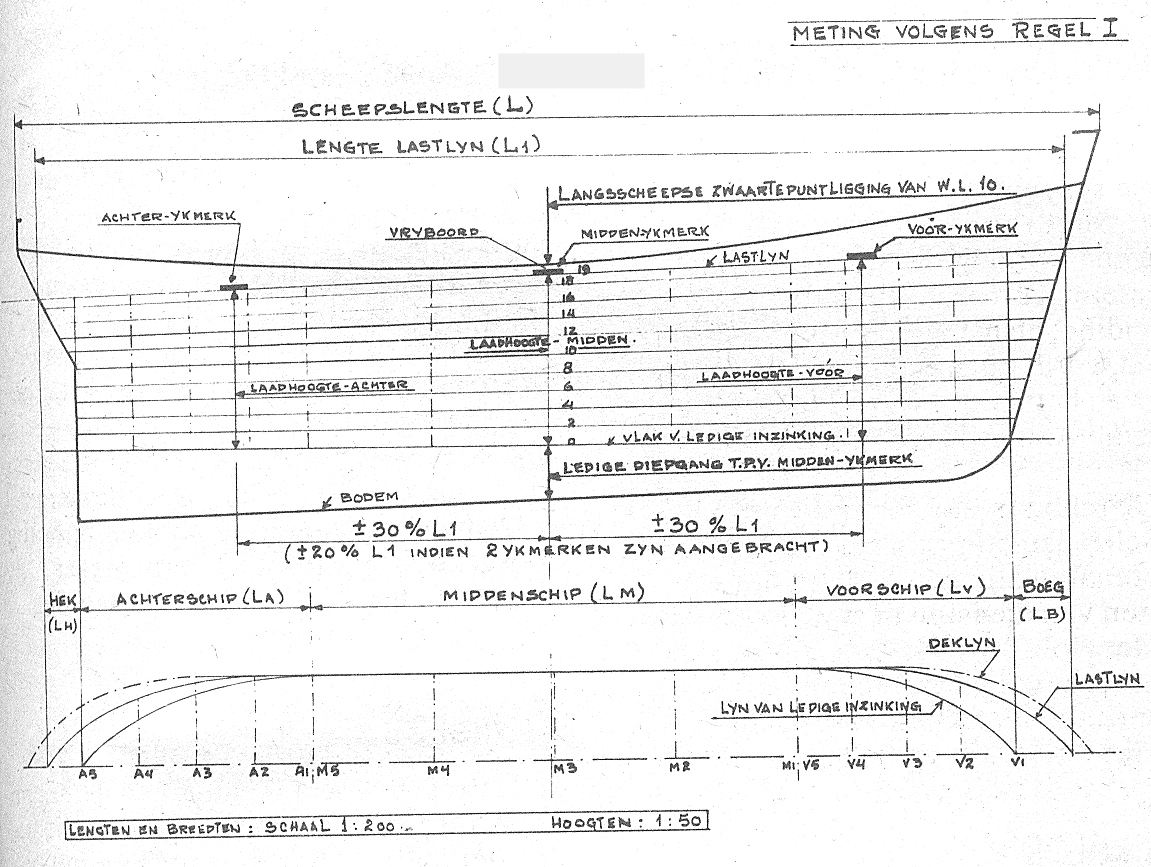 METING VOLGENS REGEL I
SCHEEPSLENGTE (L)
LENGTE LASTLYN (L1)
LANGSSCHEEPSE ZWAARTEPUNTLIGGING VAN W.L. 10.
ACHTER-YKMERK
VRYBOORD
MIDDEN-YKMERK
VÓÓR-YKMERK
LASTLYN
19
18
16
14
12
LAADHOOGTE - MIDDEN.
10
8
LAADHOOGTE - VÓÓR
6
LAADHOOGTE - ACHTER
4
2
0
VLAK V. LEDIGE INZINKING.
LEDIGE DIEPGANG T.P.V. MIDDEN-YKMERK
BODEM
± 30 % L1
± 30 % L1
(±20 % L1 INDIEN 2 YKMERKEN ZYN AANGEBRACHT)
HEK
(LH)
ACHTERSCHIP (LA)
MIDDENSCHIP (LM)
VOORSCHIP (LV)
BOEG
(LB)
DEKLYN
LASTLYN
LYN VAN LEDIGE INZINKING
A5 A4 A3 A2 A1;M5 M4 M3 M2 M1;V5 V4 V3 V2 V1
LENGTEN EN BREEDTEN : SCHAAL 1:200.. HOOGTEN : 1:50